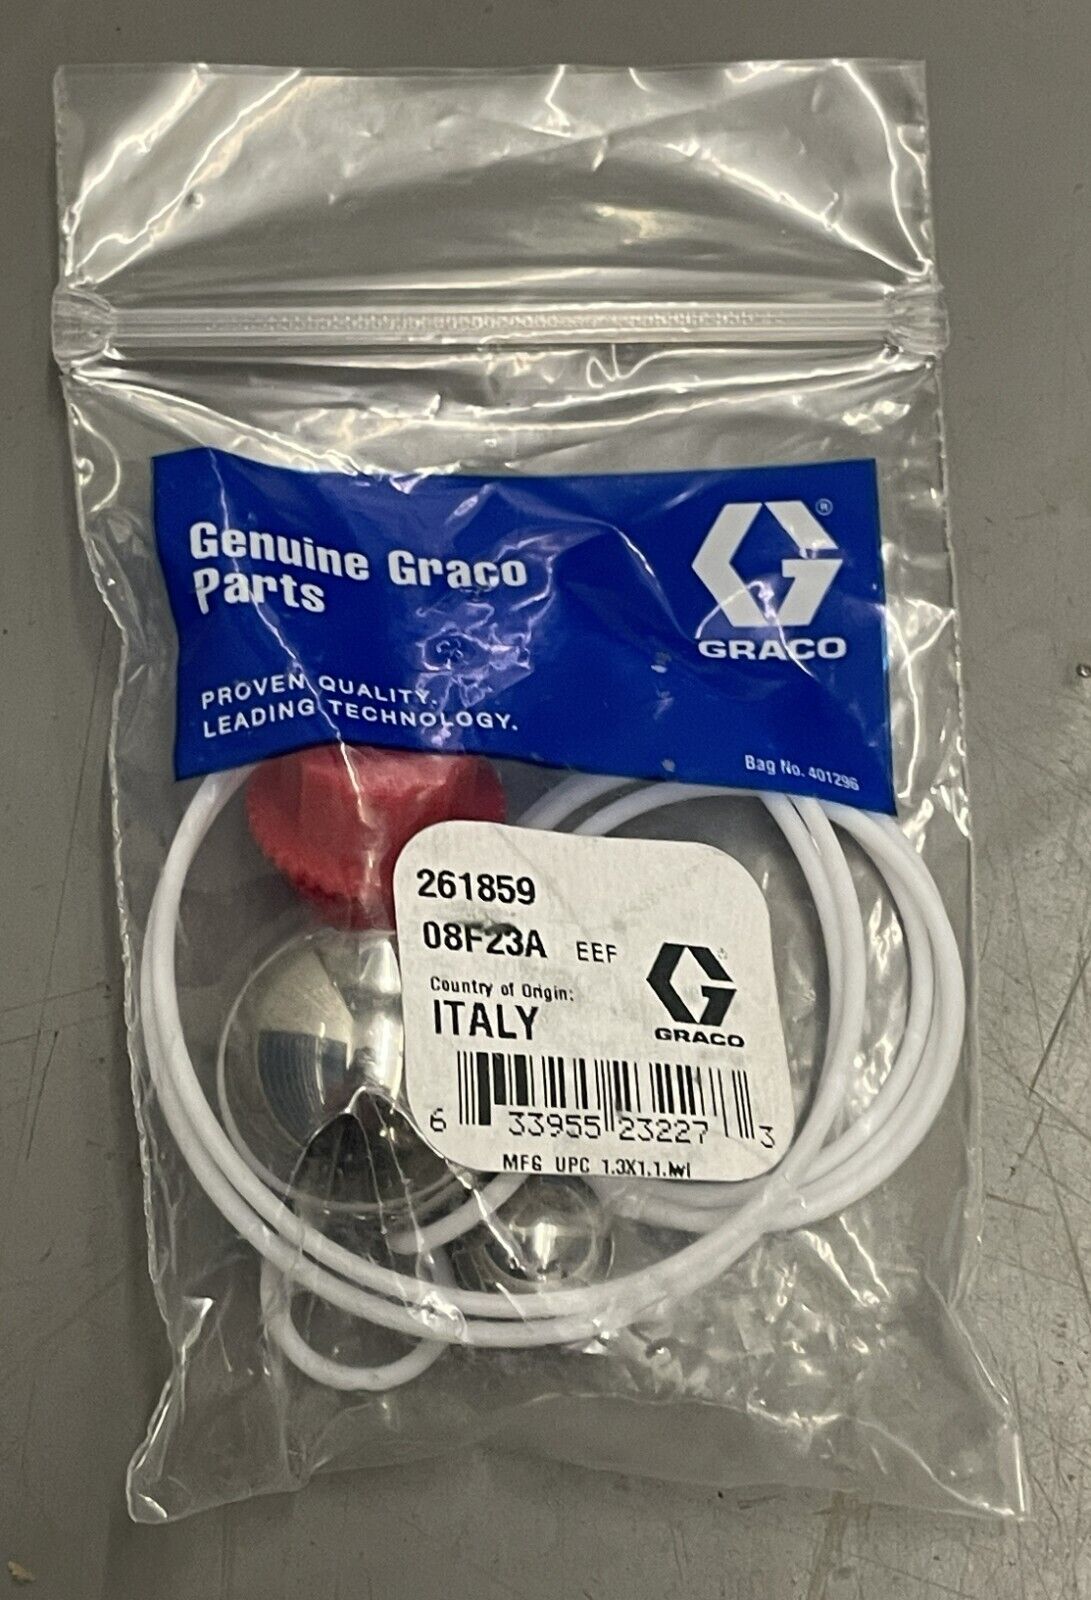 Genuine Graco
Parts
PROVEN QUALITY.
LEADING TECHNOLOGY.
®
GRACO
Bag No. 401296
261859
08F23A EEF
Country of Origin:
ITALY
GRACO
6 33955 23227 3
MFG UPC 1.3X1.1.lwl